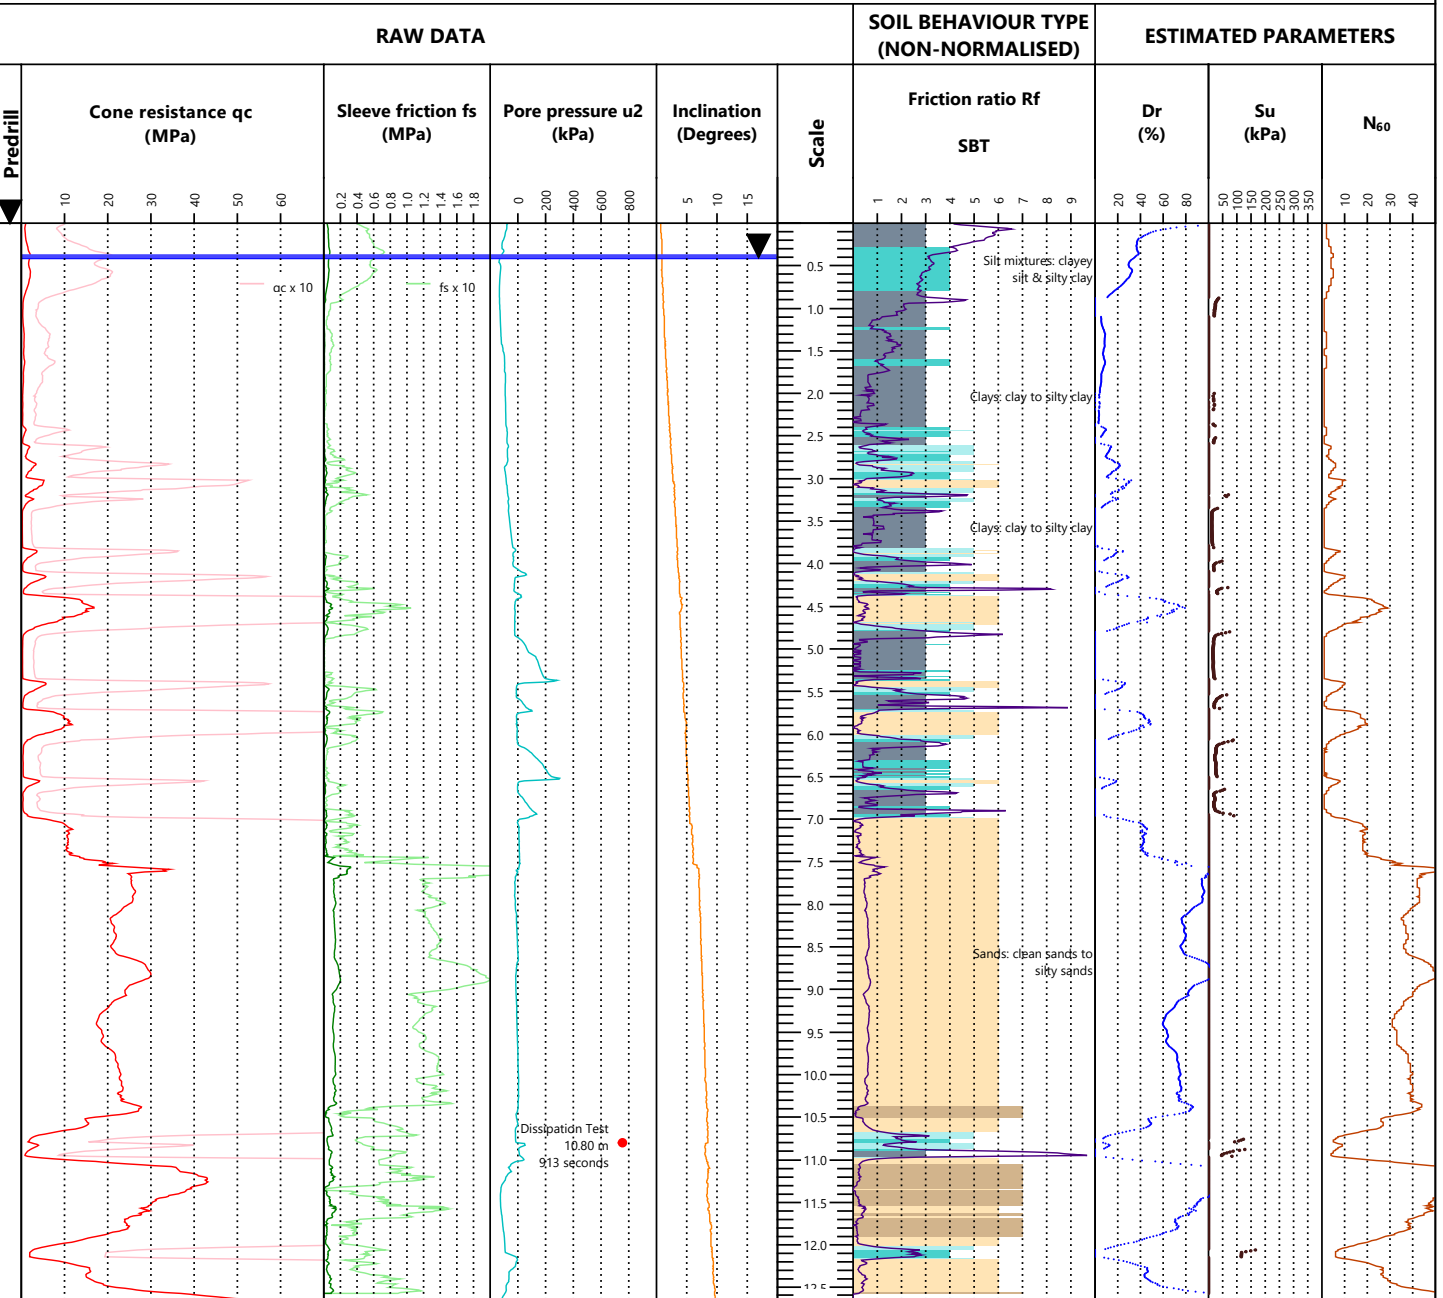 RAW DATA
SOIL BEHAVIOUR TYPE
(NON-NORMALISED)
ESTIMATED PARAMETERS
Predrill
Cone resistance qc
(MPa)
Sleeve friction fs
(MPa)
Pore pressure u2
(kPa)
Inclination
(Degrees)
Scale
Friction ratio Rf
SBT
Dr
(%)
Su
(kPa)
N60
10 20 30 40 50 60
0.2 0.4 0.6 0.8 1.0 1.2 1.4 1.6 1.8
0 200 400 600 800
5 10 15
1 2 3 4 5 6 7 8 9
20 40 60 80
50 100 150 200 250 300 350
10 20 30 40
qc x 10
fs x 10
0.5
1.0
1.5
2.0
2.5
3.0
3.5
4.0
4.5
5.0
5.5
6.0
6.5
7.0
7.5
8.0
8.5
9.0
9.5
10.0
10.5
11.0
11.5
12.0
12.5
Silt mixtures: clayey
silt & silty clay
Clays: clay to silty clay
Clays: clay to silty clay
Sands: clean sands to
silty sands
Dissipation Test
10.80 m
913 seconds